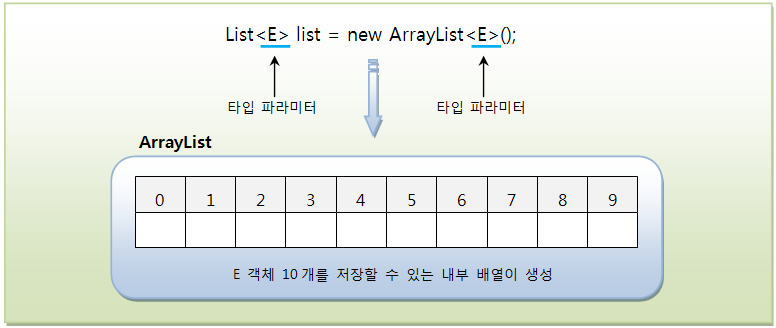 List<E> list = new ArrayList<E>();
타입 파라미터 타입 파라미터
ArrayList
0 1 2 3 4 5 6 7 8 9
E 객체 10개를 저장할 수 있는 내부 배열이 생성